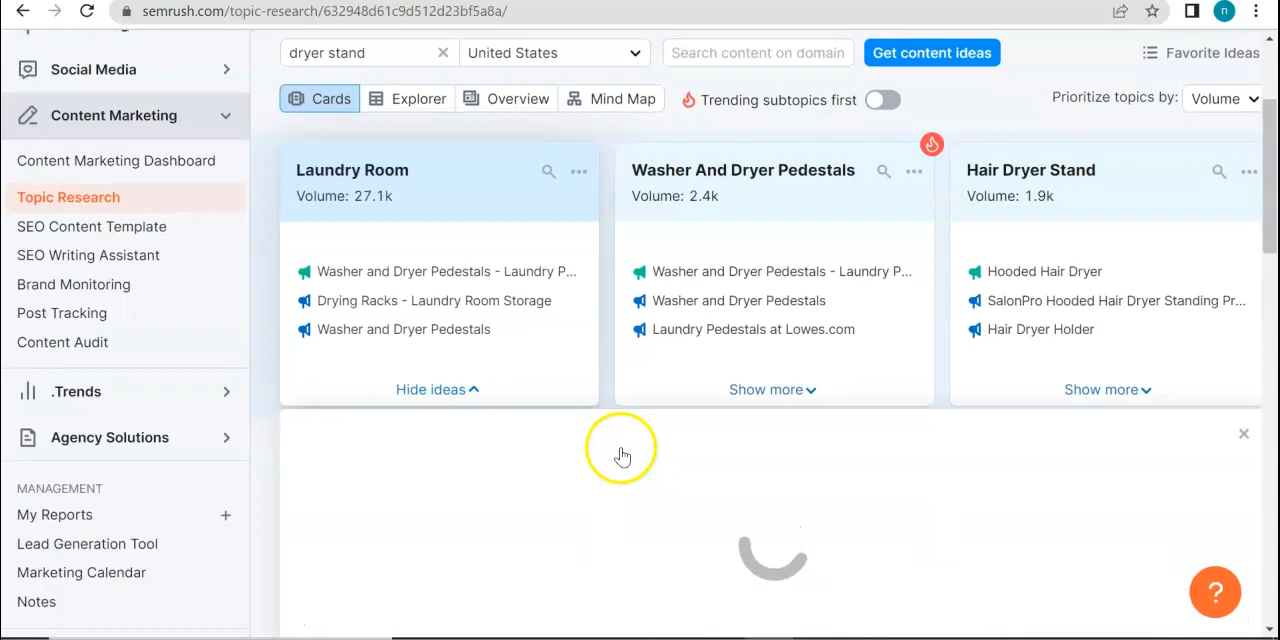 semrush.com/topic-research/632948d61c9d512d23bf5a8a/
n
Social Media
Content Marketing
Content Marketing Dashboard
Topic Research
SEO Content Template
SEO Writing Assistant
Brand Monitoring
Post Tracking
Content Audit
.Trends
Agency Solutions
MANAGEMENT
My Reports
Lead Generation Tool
Marketing Calendar
Notes
dryer stand
United States
Search content on domain
Get content ideas
Favorite Ideas
Cards
Explorer
Overview
Mind Map
Trending subtopics first
Prioritize topics by:
Volume
Laundry Room
Volume: 27.1k
Washer and Dryer Pedestals - Laundry P...
Drying Racks - Laundry Room Storage
Washer and Dryer Pedestals
Hide ideas
Washer And Dryer Pedestals
Volume: 2.4k
Washer and Dryer Pedestals - Laundry P...
Washer and Dryer Pedestals
Laundry Pedestals at Lowes.com
Show more
Hair Dryer Stand
Volume: 1.9k
Hooded Hair Dryer
SalonPro Hooded Hair Dryer Standing Pr...
Hair Dryer Holder
Show more
?